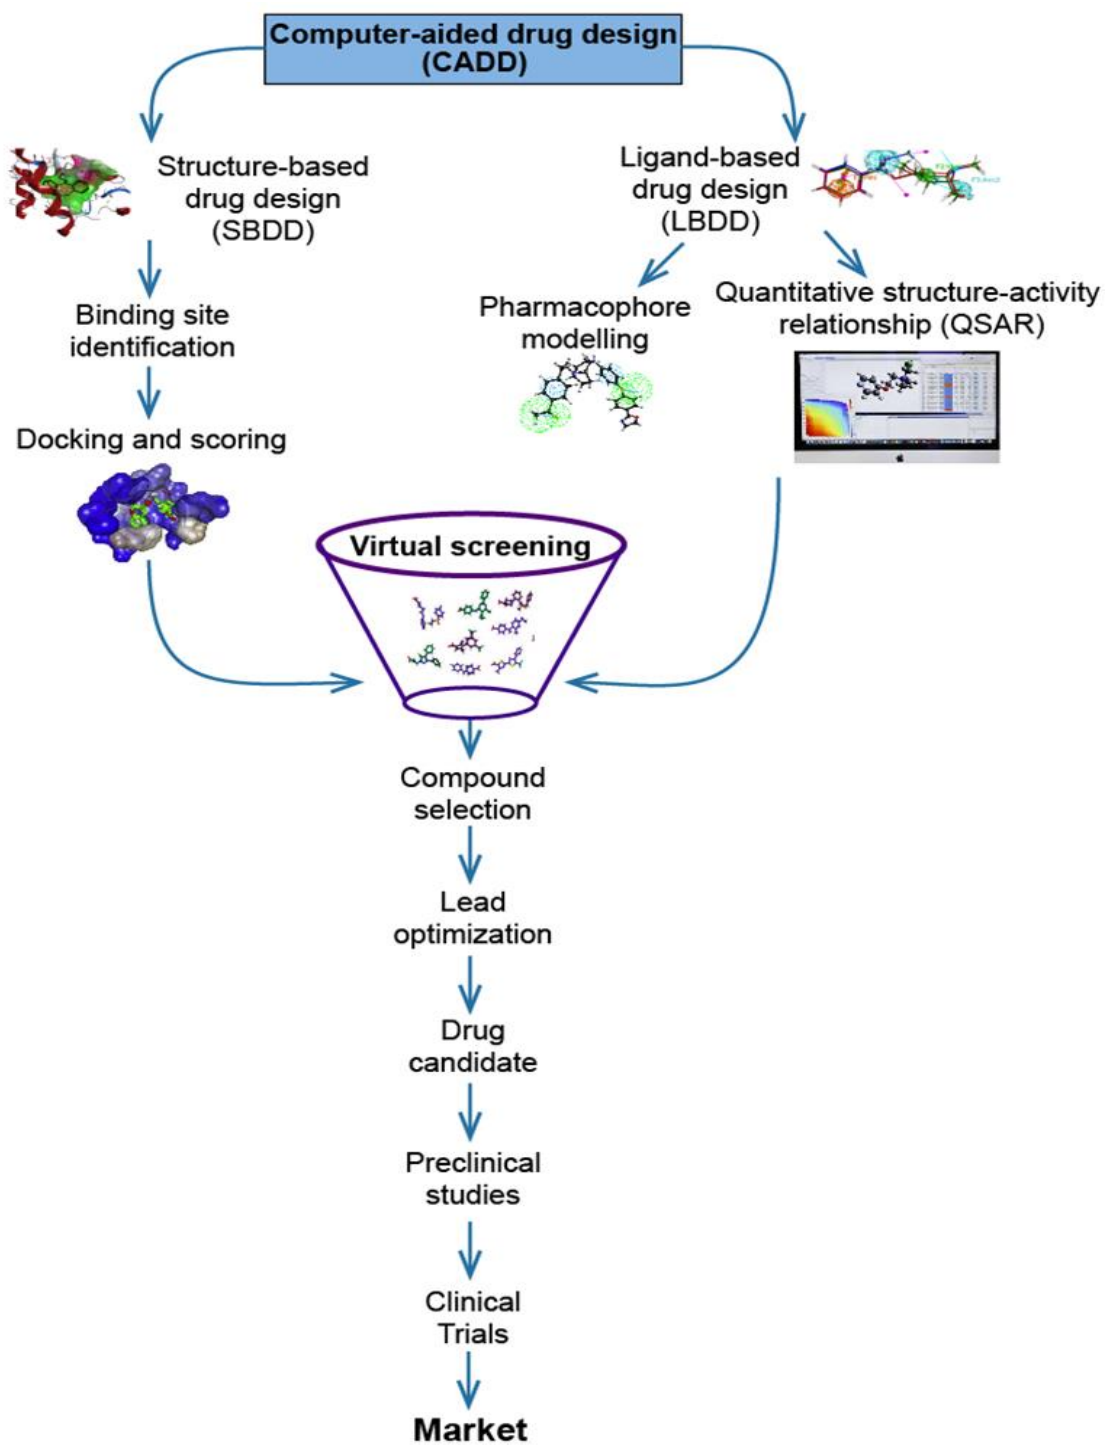 Computer-aided drug design
(CADD)
Structure-based
drug design
(SBDD)
Ligand-based
drug design
(LBDD)
Binding site
identification
Pharmacophore
modelling
Quantitative structure-activity
relationship (QSAR)
Docking and scoring
Virtual screening
Compound
selection
Lead
optimization
Drug
candidate
Preclinical
studies
Clinical
Trials
Market